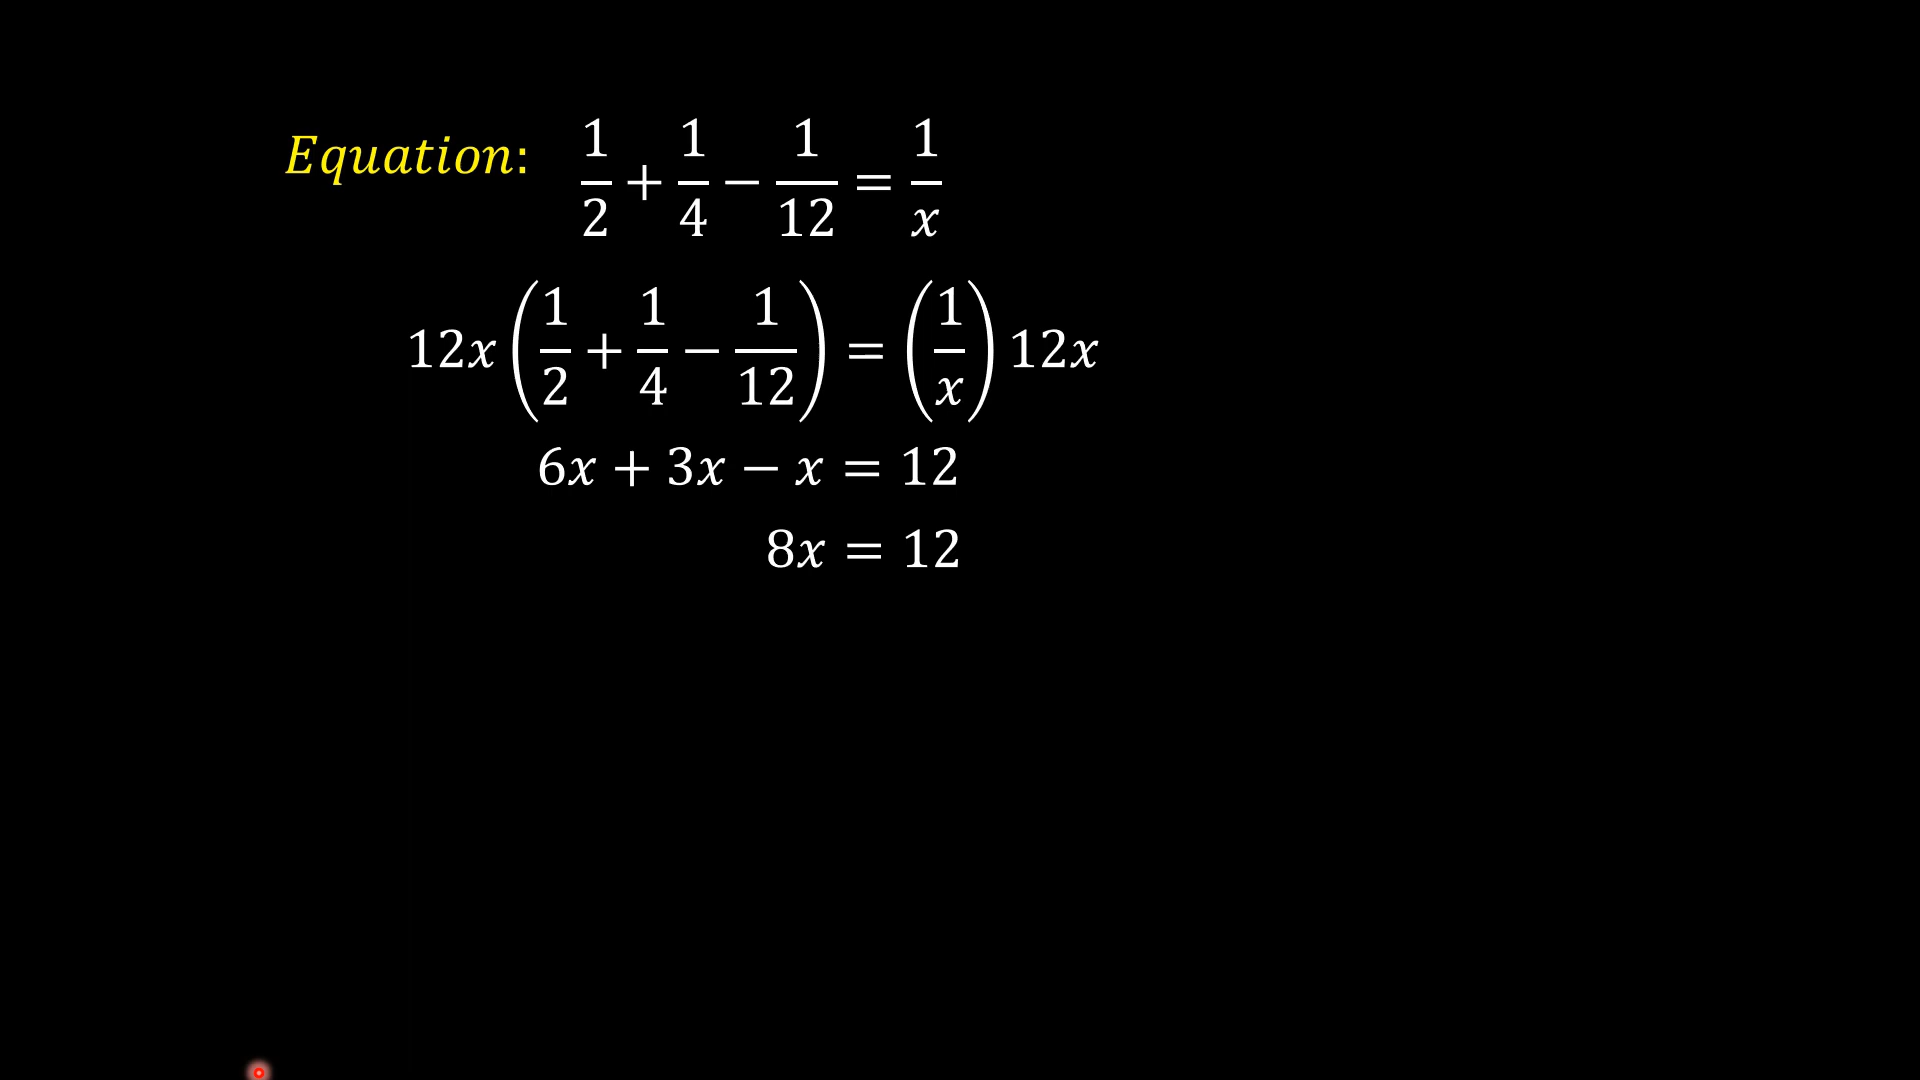 Equation: 1/2 + 1/4 − 1/12 = 1/x
12x(1/2 + 1/4 − 1/12) = (1/x)12x
6x + 3x − x = 12
8x = 12